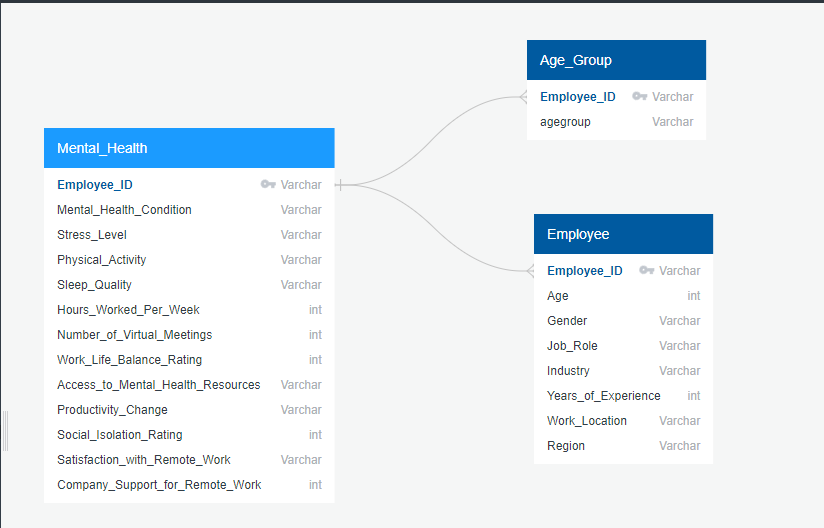 Mental_Health
Employee_ID Varchar
Mental_Health_Condition Varchar
Stress_Level Varchar
Physical_Activity Varchar
Sleep_Quality Varchar
Hours_Worked_Per_Week int
Number_of_Virtual_Meetings int
Work_Life_Balance_Rating int
Access_to_Mental_Health_Resources Varchar
Productivity_Change Varchar
Social_Isolation_Rating int
Satisfaction_with_Remote_Work Varchar
Company_Support_for_Remote_Work int
Age_Group
Employee_ID Varchar
agegroup Varchar
Employee
Employee_ID Varchar
Age int
Gender Varchar
Job_Role Varchar
Industry Varchar
Years_of_Experience int
Work_Location Varchar
Region Varchar